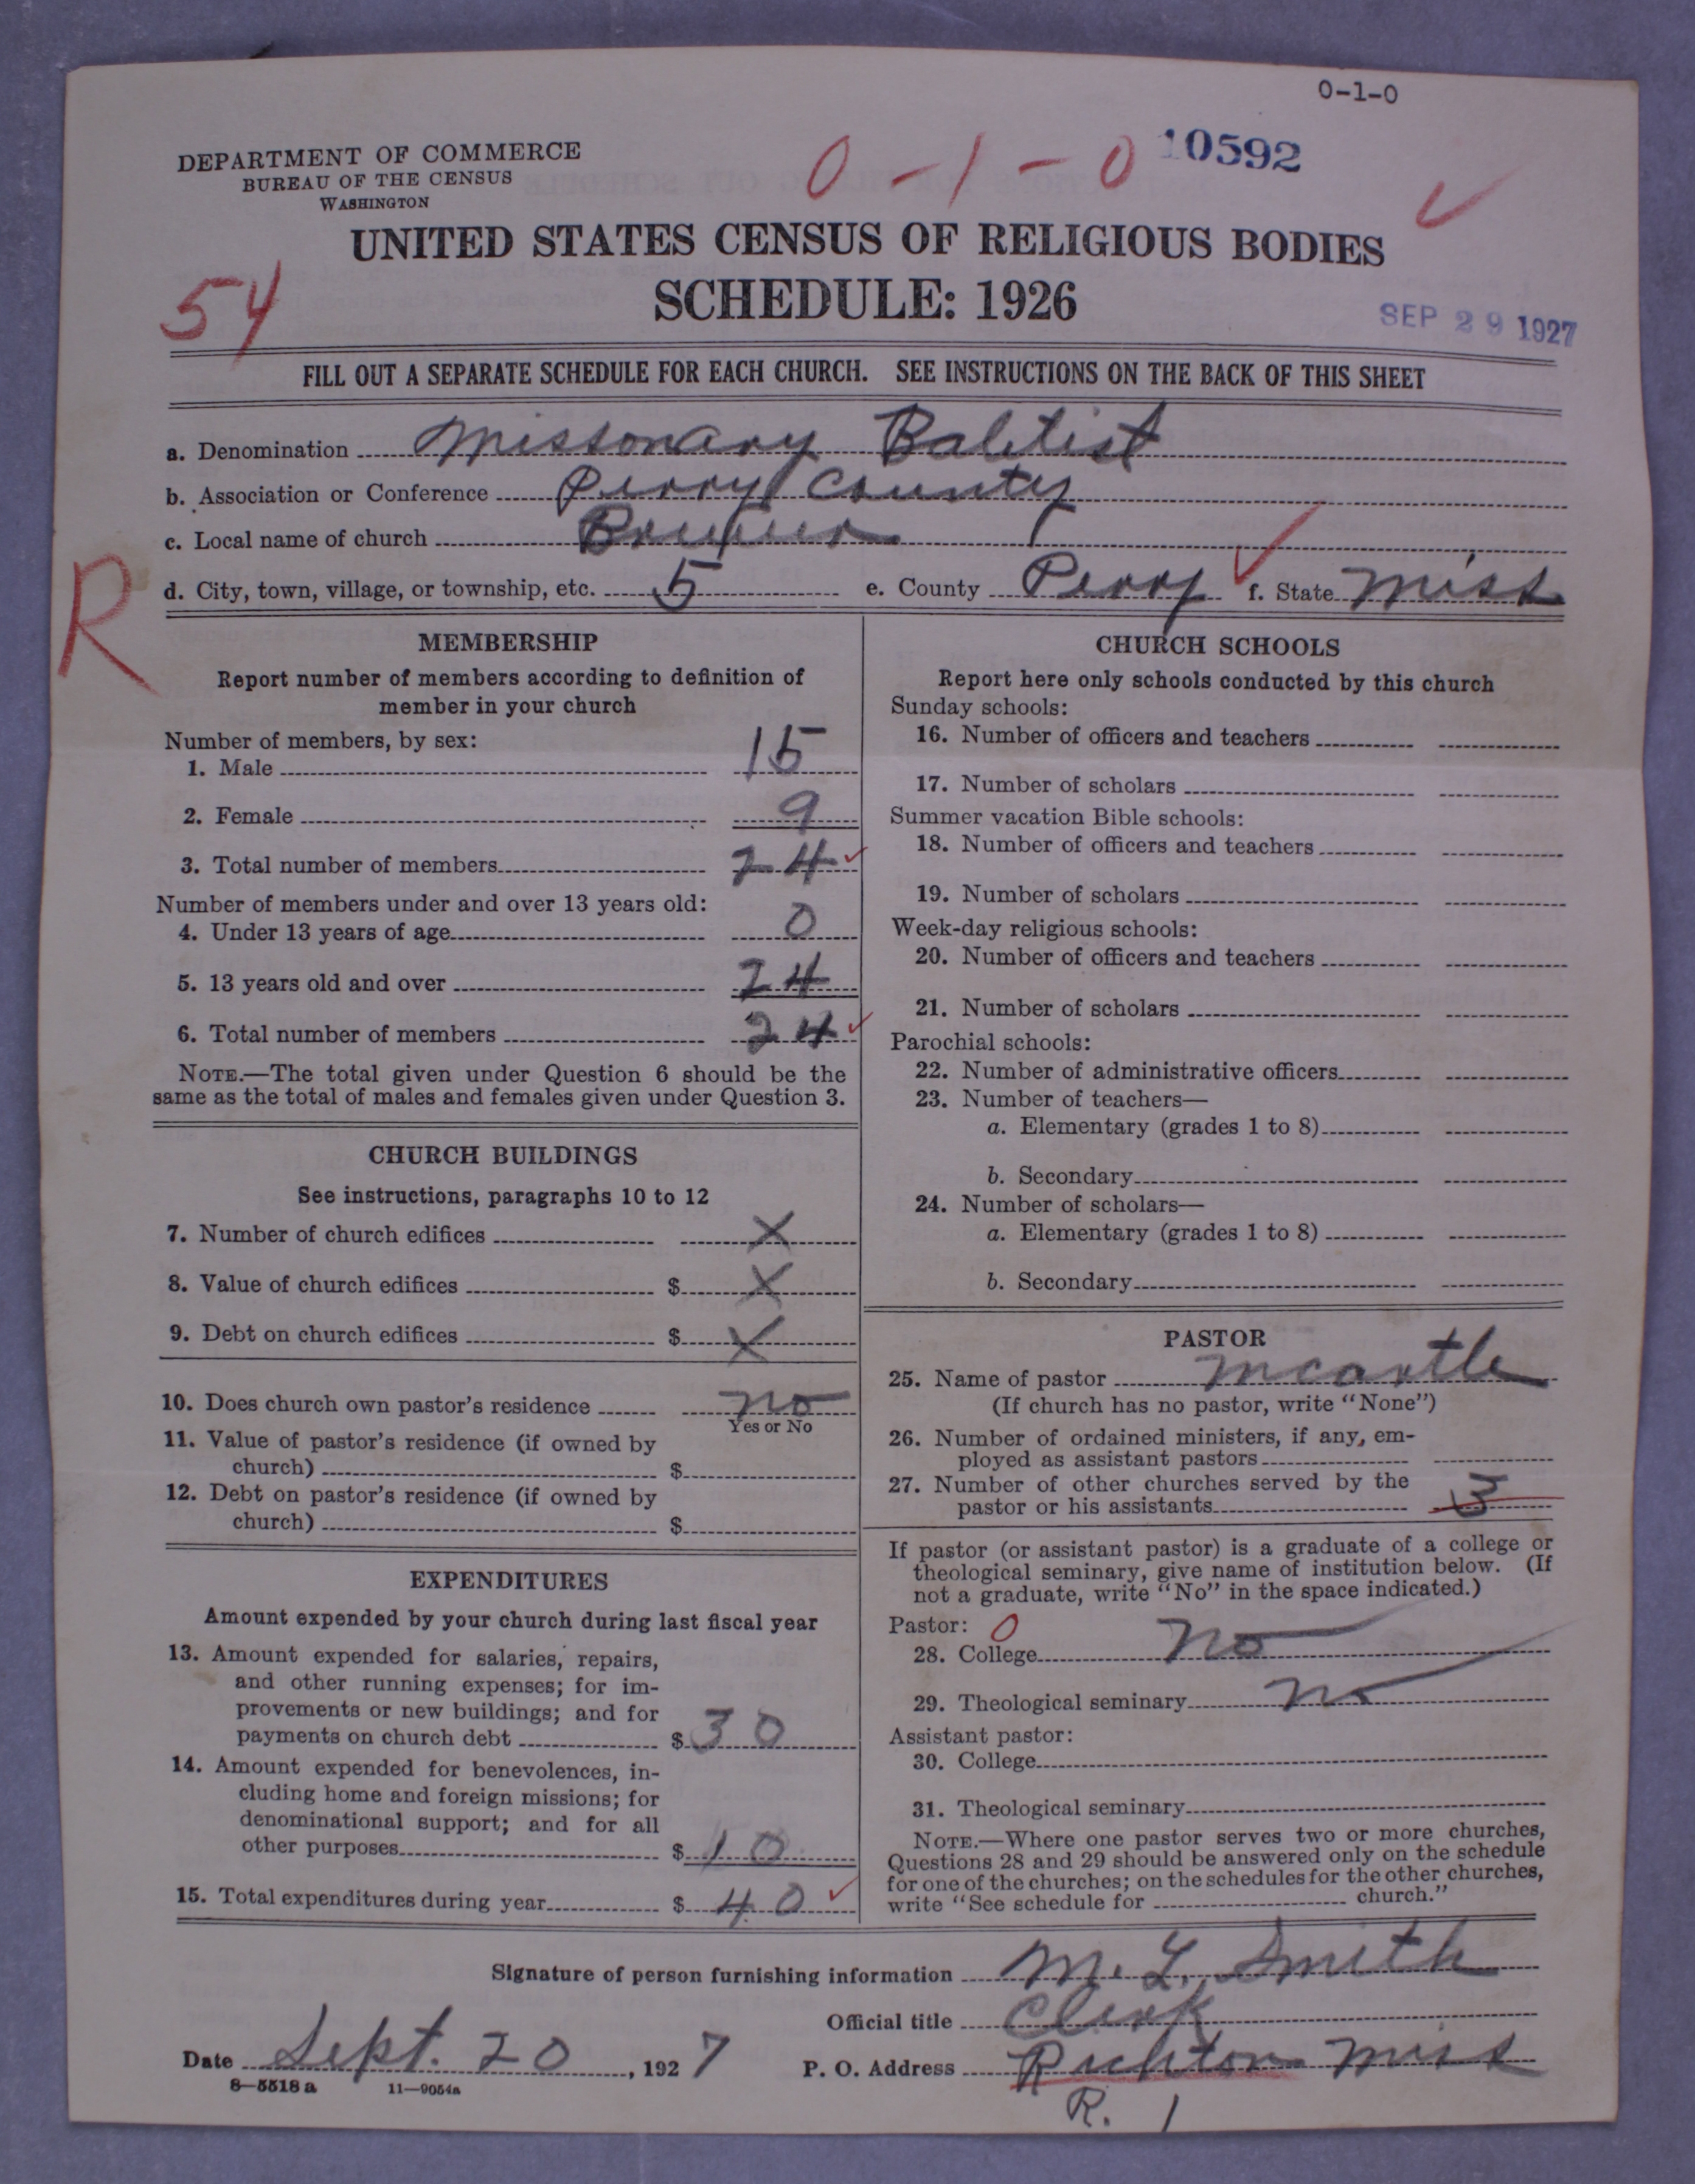 0-1-0
DEPARTMENT OF COMMERCE
BUREAU OF THE CENSUS
WASHINGTON
0 - 1 - 0
10592
UNITED STATES CENSUS OF RELIGIOUS BODIES
SCHEDULE: 1926
54
SEP 29 1927
FILL OUT A SEPARATE SCHEDULE FOR EACH CHURCH. SEE INSTRUCTIONS ON THE BACK OF THIS SHEET
a. Denomination Missonary Babtist
b. Association or Conference Perry County
c. Local name of church
d. City, town, village, or township, etc. 5 e. County Perry f. State Miss
R
MEMBERSHIP
Report number of members according to definition of
member in your church
Number of members, by sex:
1. Male 15
2. Female 9
3. Total number of members 24
Number of members under and over 13 years old:
4. Under 13 years of age 0
5. 13 years old and over 24
6. Total number of members 24
NOTE.—The total given under Question 6 should be the
same as the total of males and females given under Question 3.
CHURCH BUILDINGS
See instructions, paragraphs 10 to 12
7. Number of church edifices X
8. Value of church edifices $ X
9. Debt on church edifices $ X
10. Does church own pastor's residence no
Yes or No
11. Value of pastor's residence (if owned by
church) $
12. Debt on pastor's residence (if owned by
church) $
EXPENDITURES
Amount expended by your church during last fiscal year
13. Amount expended for salaries, repairs,
and other running expenses; for im-
provements or new buildings; and for
payments on church debt $ 30
14. Amount expended for benevolences, in-
cluding home and foreign missions; for
denominational support; and for all
other purposes $ 10
15. Total expenditures during year $ 40
CHURCH SCHOOLS
Report here only schools conducted by this church
Sunday schools:
16. Number of officers and teachers
17. Number of scholars
Summer vacation Bible schools:
18. Number of officers and teachers
19. Number of scholars
Week-day religious schools:
20. Number of officers and teachers
21. Number of scholars
Parochial schools:
22. Number of administrative officers
23. Number of teachers—
a. Elementary (grades 1 to 8)
b. Secondary
24. Number of scholars—
a. Elementary (grades 1 to 8)
b. Secondary
PASTOR
25. Name of pastor mcartle
(If church has no pastor, write "None")
26. Number of ordained ministers, if any, em-
ployed as assistant pastors
27. Number of other churches served by the
pastor or his assistants 3
If pastor (or assistant pastor) is a graduate of a college or
theological seminary, give name of institution below. (If
not a graduate, write "No" in the space indicated.)
Pastor: 0
28. College no
29. Theological seminary no
Assistant pastor:
30. College
31. Theological seminary
NOTE.—Where one pastor serves two or more churches,
Questions 28 and 29 should be answered only on the schedule
for one of the churches; on the schedules for the other churches,
write "See schedule for church."
Signature of person furnishing information M. L. Smith
Official title Clerk
Date Sept. 20, 1927 P. O. Address Richton Miss
8-5518 a 11-9054a
R. 1